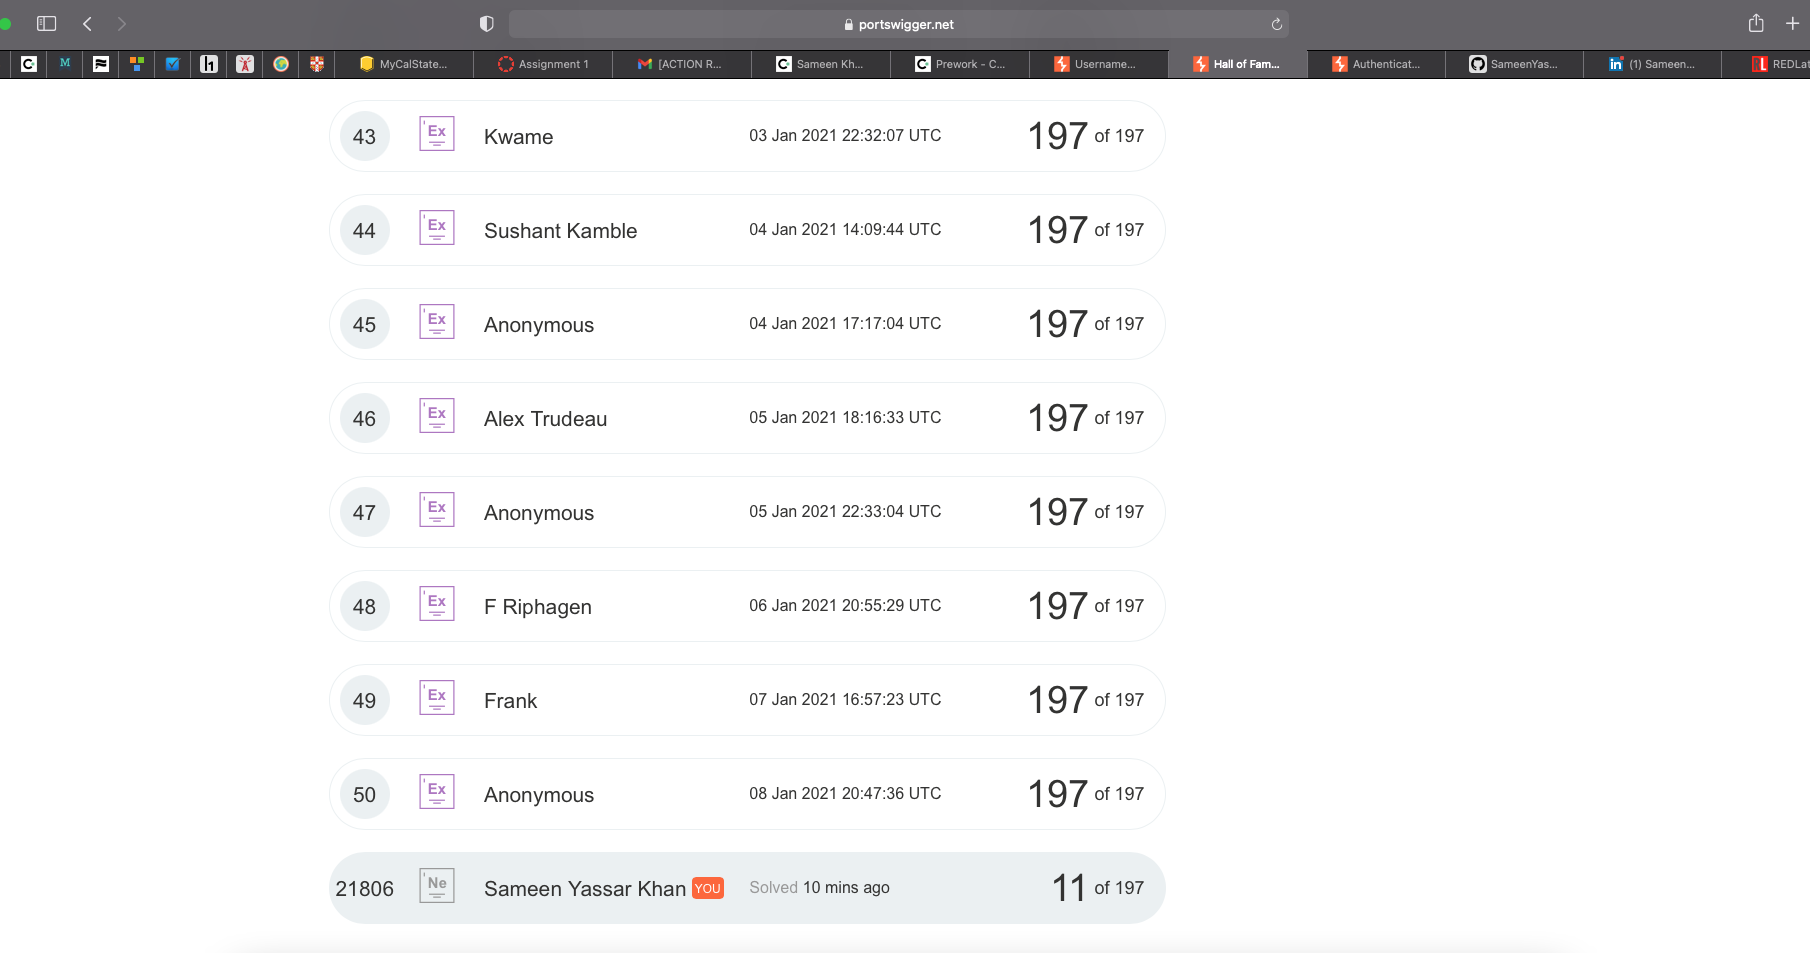 portswigger.net
MyCalState...
Assignment 1
[ACTION R...
Sameen Kh...
Prework - C...
Username...
Hall of Fam...
Authenticat...
SameenYas...
(1) Sameen...
REDLat
43 Ex Kwame 03 Jan 2021 22:32:07 UTC 197 of 197
44 Ex Sushant Kamble 04 Jan 2021 14:09:44 UTC 197 of 197
45 Ex Anonymous 04 Jan 2021 17:17:04 UTC 197 of 197
46 Ex Alex Trudeau 05 Jan 2021 18:16:33 UTC 197 of 197
47 Ex Anonymous 05 Jan 2021 22:33:04 UTC 197 of 197
48 Ex F Riphagen 06 Jan 2021 20:55:29 UTC 197 of 197
49 Ex Frank 07 Jan 2021 16:57:23 UTC 197 of 197
50 Ex Anonymous 08 Jan 2021 20:47:36 UTC 197 of 197
21806 Ne Sameen Yassar Khan YOU Solved 10 mins ago 11 of 197